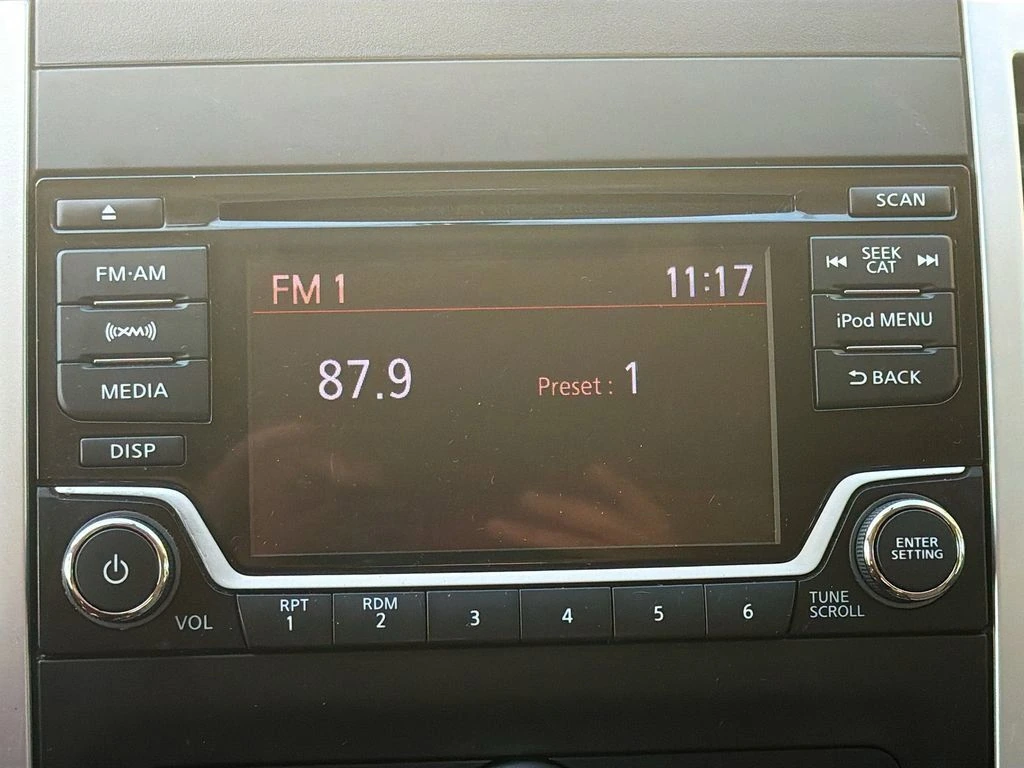 SCAN
FM·AM
SEEK
CAT
FM 1
11:17
((XM))
iPod MENU
87.9
Preset : 1
MEDIA
BACK
DISP
ENTER
SETTING
VOL
RPT
1
RDM
2
3
4
5
6
TUNE
SCROLL